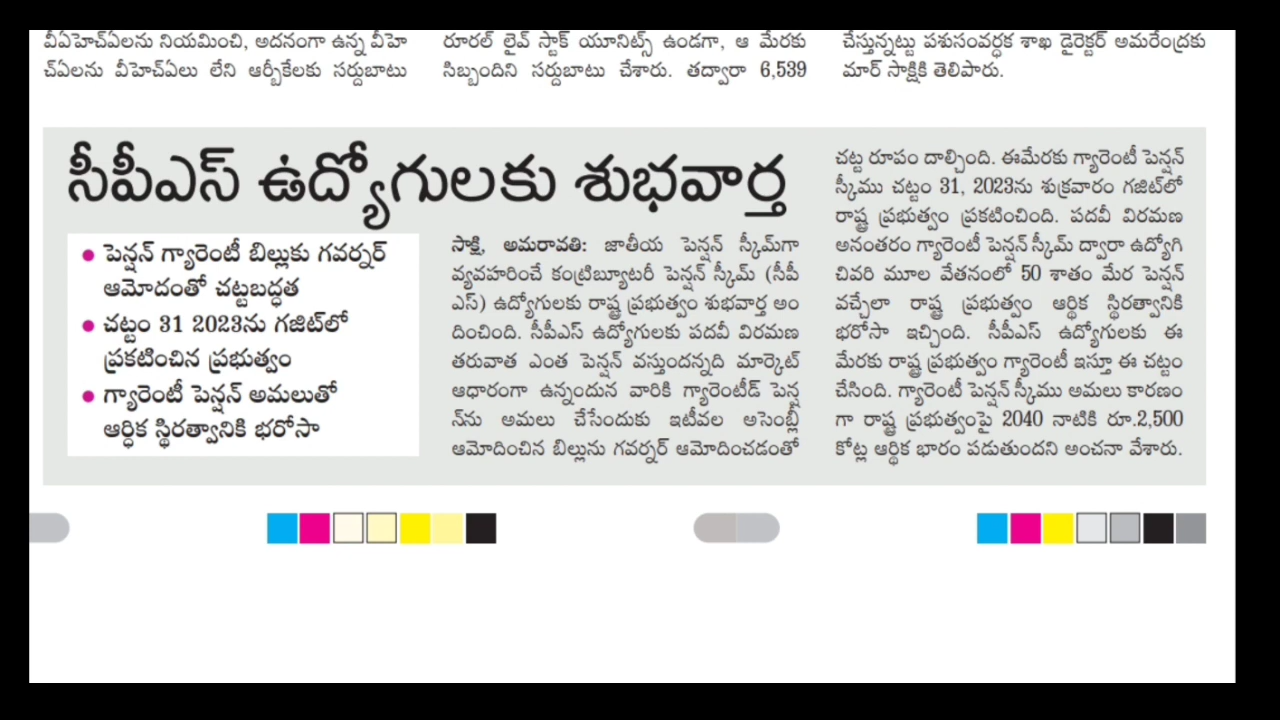 వీఏహెచ్ఏలను నియమించి, అదనంగా ఉన్న వీహె
చ్ఏలను వీహెచ్ఏలు లేని ఆర్బీకేలకు సర్దుబాటు
రూరల్ లైవ్ స్టాక్ యూనిట్స్ ఉండగా, ఆ మేరకు
సిబ్బందిని సర్దుబాటు చేశారు. తద్వారా 6,539
చేస్తున్నట్టు పశుసంవర్ధక శాఖ డైరెక్టర్ అమరేంద్రకు
మార్ సాక్షికి తెలిపారు.
సీపీఎస్ ఉద్యోగులకు శుభవార్త
● పెన్షన్ గ్యారెంటీ బిల్లుకు గవర్నర్
ఆమోదంతో చట్టబద్ధత
● చట్టం 31 2023ను గజిట్‌లో
ప్రకటించిన ప్రభుత్వం
● గ్యారెంటీ పెన్షన్ అమలుతో
ఆర్థిక స్థిరత్వానికి భరోసా
సాక్షి, అమరావతి: జాతీయ పెన్షన్ స్కీమ్‌గా
వ్యవహరించే కంట్రిబ్యూటరీ పెన్షన్ స్కీమ్ (సీపీ
ఎస్) ఉద్యోగులకు రాష్ట్ర ప్రభుత్వం శుభవార్త అం
దించింది. సీపీఎస్ ఉద్యోగులకు పదవీ విరమణ
తరువాత ఎంత పెన్షన్ వస్తుందన్నది మార్కెట్
ఆధారంగా ఉన్నందున వారికి గ్యారెంటీడ్ పెన్ష
న్‌ను అమలు చేసేందుకు ఇటీవల అసెంబ్లీ
ఆమోదించిన బిల్లును గవర్నర్ ఆమోదించడంతో
చట్ట రూపం దాల్చింది. ఈమేరకు గ్యారెంటీ పెన్షన్
స్కీము చట్టం 31, 2023ను శుక్రవారం గజిట్‌లో
రాష్ట్ర ప్రభుత్వం ప్రకటించింది. పదవీ విరమణ
అనంతరం గ్యారెంటీ పెన్షన్ స్కీమ్ ద్వారా ఉద్యోగి
చివరి మూల వేతనంలో 50 శాతం మేర పెన్షన్
వచ్చేలా రాష్ట్ర ప్రభుత్వం ఆర్థిక స్థిరత్వానికి
భరోసా ఇచ్చింది. సీపీఎస్ ఉద్యోగులకు ఈ
మేరకు రాష్ట్ర ప్రభుత్వం గ్యారెంటీ ఇస్తూ ఈ చట్టం
చేసింది. గ్యారెంటీ పెన్షన్ స్కీము అమలు కారణం
గా రాష్ట్ర ప్రభుత్వంపై 2040 నాటికి రూ.2,500
కోట్ల ఆర్థిక భారం పడుతుందని అంచనా వేశారు.